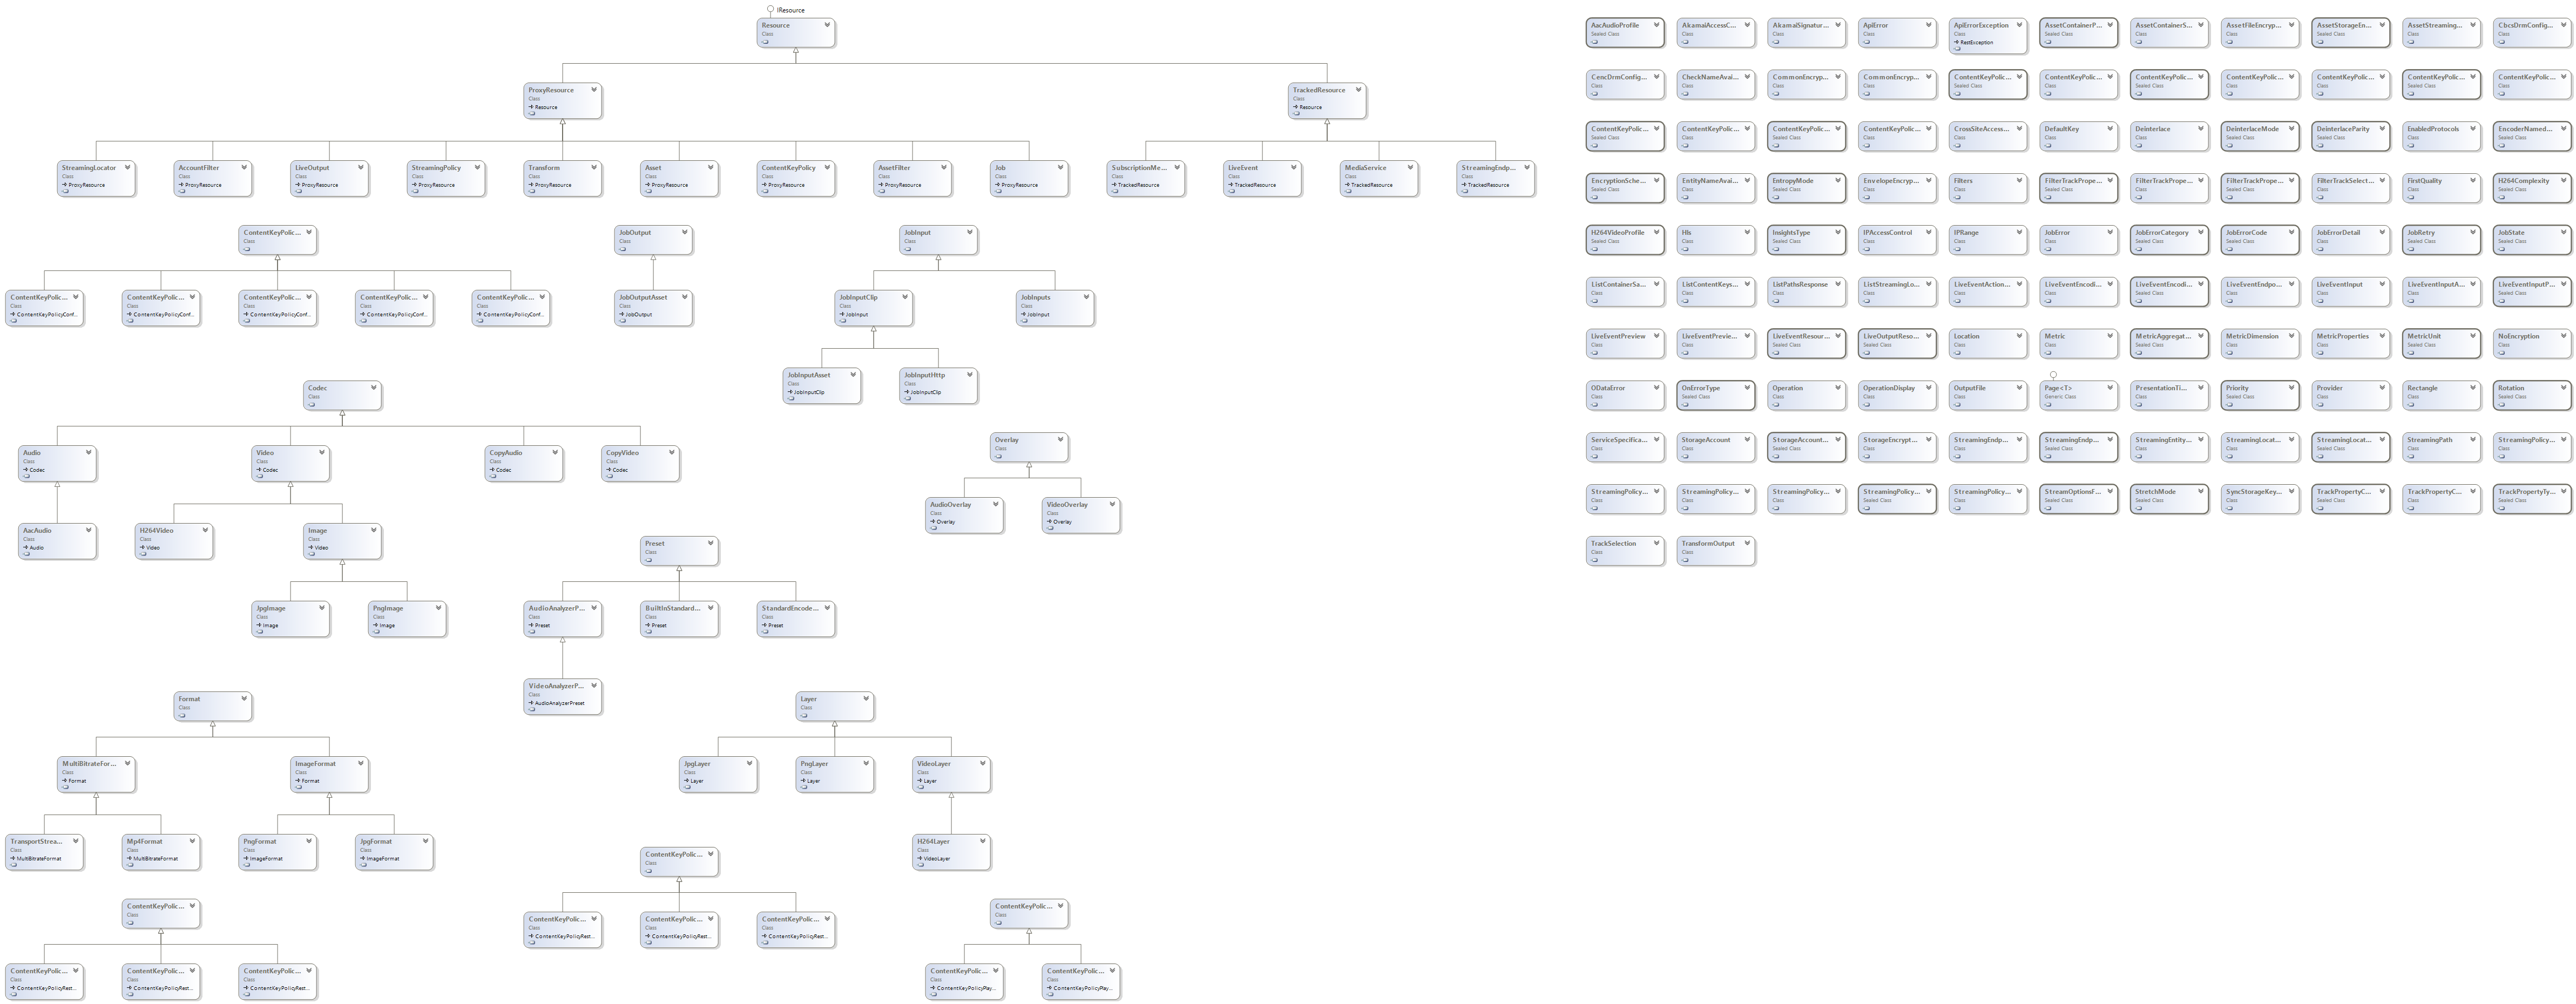 IResource
Resource
Class
ProxyResource
Class
Resource
TrackedResource
Class
Resource
StreamingLocator
Class
ProxyResource
AccountFilter
Class
ProxyResource
LiveOutput
Class
ProxyResource
StreamingPolicy
Class
ProxyResource
Transform
Class
ProxyResource
Asset
Class
ProxyResource
ContentKeyPolicy
Class
ProxyResource
AssetFilter
Class
ProxyResource
Job
Class
ProxyResource
SubscriptionMe...
Class
TrackedResource
LiveEvent
Class
TrackedResource
MediaService
Class
TrackedResource
StreamingEndp...
Class
TrackedResource
ContentKeyPolic...
Class
ContentKeyPolic...
Class
ContentKeyPolicyConf...
ContentKeyPolic...
Class
ContentKeyPolicyConf...
ContentKeyPolic...
Class
ContentKeyPolicyConf...
ContentKeyPolic...
Class
ContentKeyPolicyConf...
ContentKeyPolic...
Class
ContentKeyPolicyConf...
JobOutput
Class
JobOutputAsset
Class
JobOutput
JobInput
Class
JobInputClip
Class
JobInput
JobInputs
Class
JobInput
JobInputAsset
Class
JobInputClip
JobInputHttp
Class
JobInputClip
Codec
Class
Audio
Class
Codec
Video
Class
Codec
CopyAudio
Class
Codec
CopyVideo
Class
Codec
AacAudio
Class
Audio
H264Video
Class
Video
Image
Class
Video
JpgImage
Class
Image
PngImage
Class
Image
Overlay
Class
AudioOverlay
Class
Overlay
VideoOverlay
Class
Overlay
Preset
Class
AudioAnalyzerP...
Class
Preset
BuiltInStandard...
Class
Preset
StandardEncode...
Class
Preset
VideoAnalyzerP...
Class
AudioAnalyzerPreset
Format
Class
MultiBitrateFor...
Class
Format
ImageFormat
Class
Format
TransportStrea...
Class
MultiBitrateFormat
Mp4Format
Class
MultiBitrateFormat
PngFormat
Class
ImageFormat
JpgFormat
Class
ImageFormat
Layer
Class
JpgLayer
Class
Layer
PngLayer
Class
Layer
VideoLayer
Class
Layer
H264Layer
Class
VideoLayer
ContentKeyPolic...
Class
ContentKeyPolic...
Class
ContentKeyPolicyRest...
ContentKeyPolic...
Class
ContentKeyPolicyRest...
ContentKeyPolic...
Class
ContentKeyPolicyRest...
ContentKeyPolic...
Class
ContentKeyPolic...
Class
ContentKeyPolicyRest...
ContentKeyPolic...
Class
ContentKeyPolicyRest...
ContentKeyPolic...
Class
ContentKeyPolicyRest...
ContentKeyPolic...
Class
ContentKeyPolic...
Class
ContentKeyPolicyPlay...
ContentKeyPolic...
Class
ContentKeyPolicyPlay...
AacAudioProfile
Sealed Class
AkamaiAccessC...
Class
AkamaiSignatur...
Class
ApiError
Class
ApiErrorException
Class
RestException
AssetContainerP...
Sealed Class
AssetContainerS...
Class
AssetFileEncryp...
Class
AssetStorageEn...
Sealed Class
AssetStreaming...
Class
CbcsDrmConfig...
Class
CencDrmConfig...
Class
CheckNameAvai...
Class
CommonEncryp...
Class
CommonEncryp...
Class
ContentKeyPolic...
Sealed Class
ContentKeyPolic...
Class
ContentKeyPolic...
Sealed Class
ContentKeyPolic...
Class
ContentKeyPolic...
Class
ContentKeyPolic...
Sealed Class
ContentKeyPolic...
Class
ContentKeyPolic...
Sealed Class
ContentKeyPolic...
Class
ContentKeyPolic...
Sealed Class
ContentKeyPolic...
Class
CrossSiteAccess...
Class
DefaultKey
Class
Deinterlace
Class
DeinterlaceMode
Sealed Class
DeinterlaceParity
Sealed Class
EnabledProtocols
Class
EncoderNamed...
Sealed Class
EncryptionSche...
Sealed Class
EntityNameAvai...
Class
EntropyMode
Sealed Class
EnvelopeEncryp...
Class
Filters
Class
FilterTrackPrope...
Sealed Class
FilterTrackPrope...
Class
FilterTrackPrope...
Sealed Class
FilterTrackSelect...
Class
FirstQuality
Class
H264Complexity
Sealed Class
H264VideoProfile
Sealed Class
Hls
Class
InsightsType
Sealed Class
IPAccessControl
Class
IPRange
Class
JobError
Class
JobErrorCategory
Sealed Class
JobErrorCode
Sealed Class
JobErrorDetail
Class
JobRetry
Sealed Class
JobState
Sealed Class
ListContainerSa...
Class
ListContentKeys...
Class
ListPathsResponse
Class
ListStreamingLo...
Class
LiveEventAction...
Class
LiveEventEncodi...
Class
LiveEventEncodi...
Sealed Class
LiveEventEndpo...
Class
LiveEventInput
Class
LiveEventInputA...
Class
LiveEventInputP...
Sealed Class
LiveEventPreview
Class
LiveEventPrevie...
Class
LiveEventResour...
Sealed Class
LiveOutputReso...
Sealed Class
Location
Class
Metric
Class
MetricAggregat...
Sealed Class
MetricDimension
Class
MetricProperties
Class
MetricUnit
Sealed Class
NoEncryption
Class
ODataError
Class
OnErrorType
Sealed Class
Operation
Class
OperationDisplay
Class
OutputFile
Class
Page<T>
Generic Class
PresentationTi...
Class
Priority
Sealed Class
Provider
Class
Rectangle
Class
Rotation
Sealed Class
ServiceSpecifica...
Class
StorageAccount
Class
StorageAccount...
Sealed Class
StorageEncrypt...
Class
StreamingEndp...
Class
StreamingEndp...
Sealed Class
StreamingEntity...
Class
StreamingLocat...
Class
StreamingLocat...
Sealed Class
StreamingPath
Class
StreamingPolicy...
Class
StreamingPolicy...
Class
StreamingPolicy...
Class
StreamingPolicy...
Class
StreamingPolicy...
Sealed Class
StreamingPolicy...
Class
StreamOptionsF...
Sealed Class
StretchMode
Sealed Class
SyncStorageKey...
Class
TrackPropertyC...
Sealed Class
TrackPropertyC...
Class
TrackPropertyTy...
Sealed Class
TrackSelection
Class
TransformOutput
Class